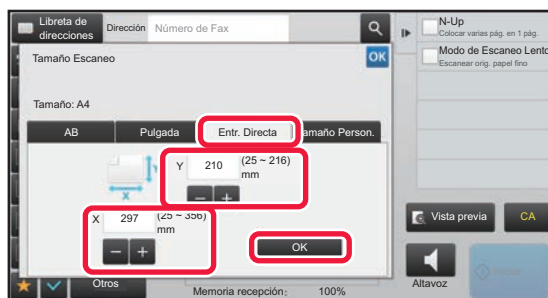 Libreta de
direcciones
Dirección
Número de Fax
N-Up
Colocar varias pág. en 1 pág.
Modo de Escaneo Lento
Escanear orig. papel fino
Tamaño Escaneo
OK
Tamaño: A4
AB
Pulgada
Entr. Directa
Tamaño Person.
Y
Y 210 (25 ~ 216)
mm
X
X 297 (25 ~ 356)
mm
OK
Vista previa
CA
Otros
Memoria recepción: 100%
Altavoz